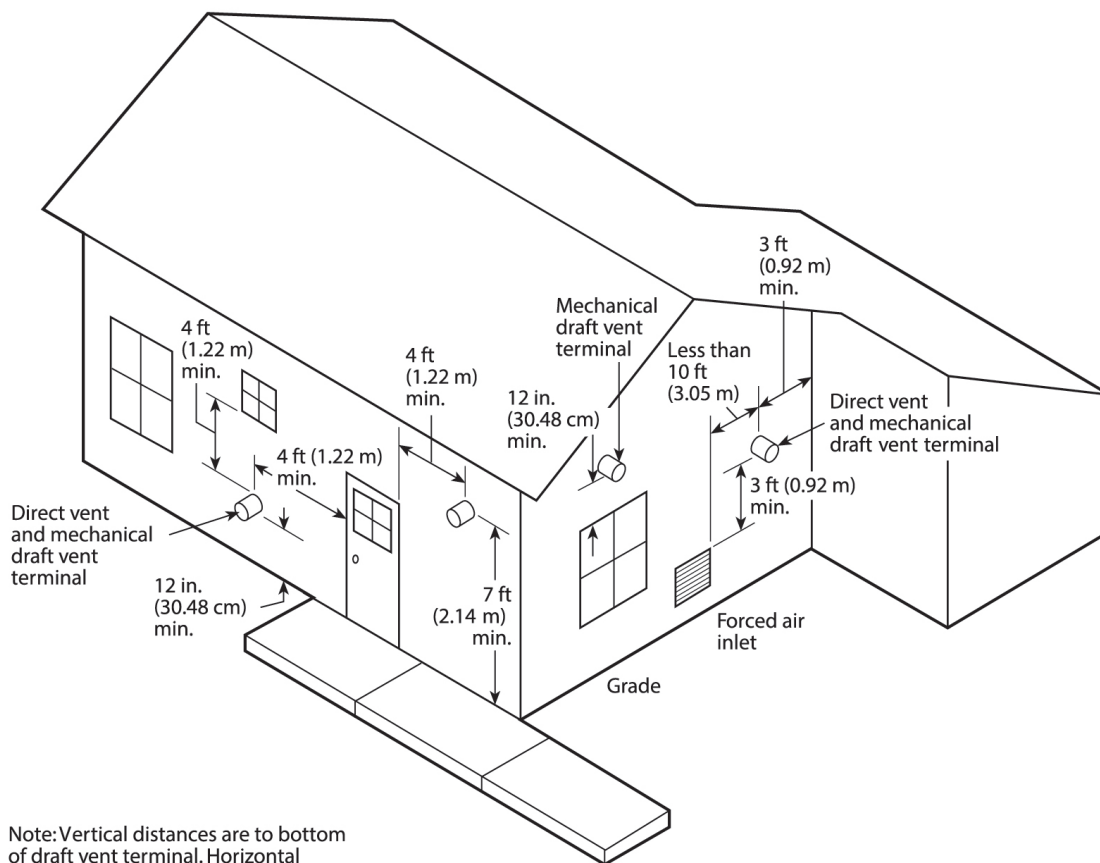 3 ft
(0.92 m)
min.
Mechanical
draft vent
terminal
4 ft
(1.22 m)
min.
4 ft
(1.22 m)
min.
Less than
10 ft
(3.05 m)
12 in.
(30.48 cm)
min.
Direct vent
and mechanical
draft vent terminal
4 ft (1.22 m)
min.
3 ft (0.92 m)
min.
Direct vent
and mechanical
draft vent
terminal
12 in.
(30.48 cm)
min.
7 ft
(2.14 m)
min.
Forced air
inlet
Grade
Note: Vertical distances are to bottom
of draft vent terminal. Horizontal